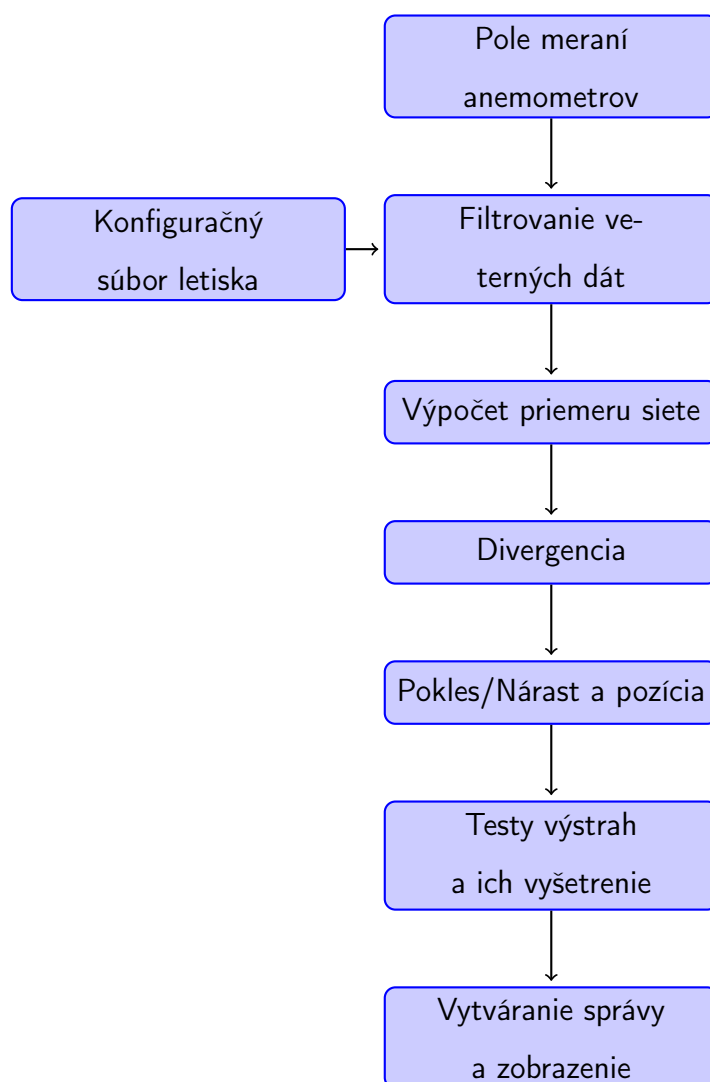 Pole meraní
anemometrov
Konfiguračný
súbor letiska
Filtrovanie ve-
terných dát
Výpočet priemeru siete
Divergencia
Pokles/Nárast a pozícia
Testy výstrah
a ich vyšetrenie
Vytváranie správy
a zobrazenie